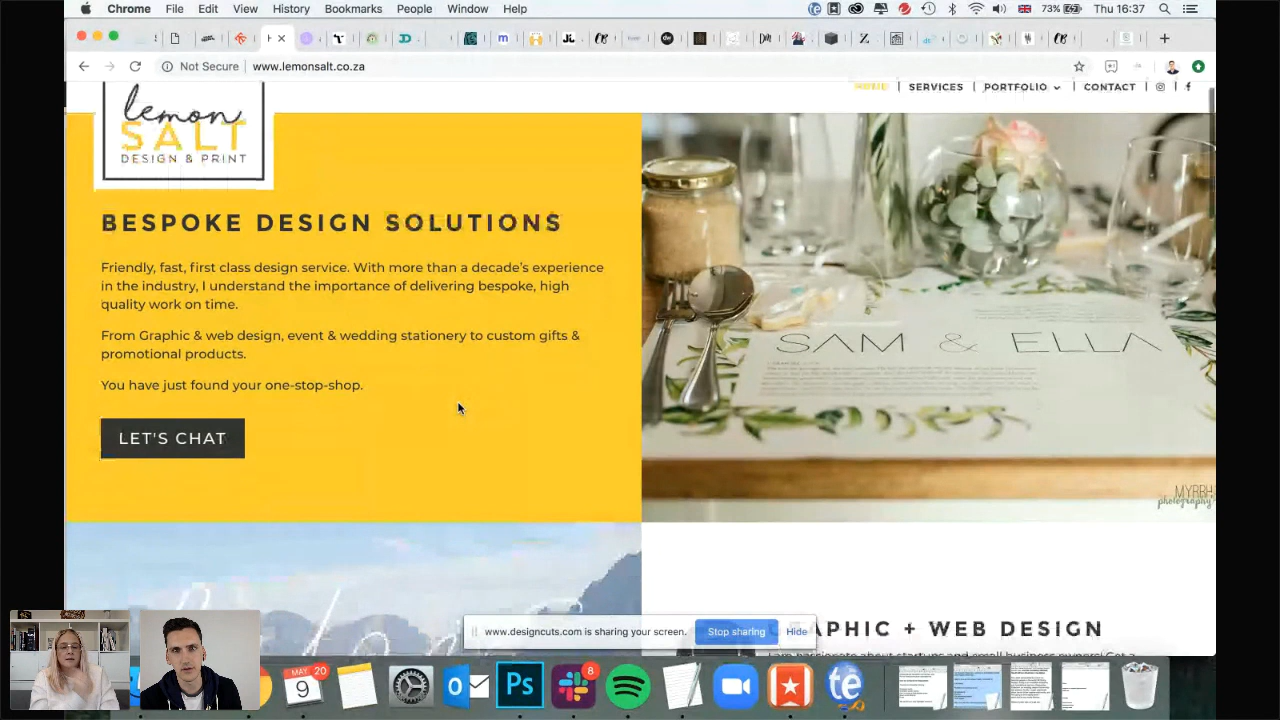 Chrome File Edit View History Bookmarks People Window Help 73% Thu 16:37
Not Secure www.lemonsalt.co.za
HOME | SERVICES | PORTFOLIO | CONTACT
lemon
SALT
DESIGN & PRINT
BESPOKE DESIGN SOLUTIONS
Friendly, fast, first class design service. With more than a decade's experience
in the industry, I understand the importance of delivering bespoke, high
quality work on time.
From Graphic & web design, event & wedding stationery to custom gifts &
promotional products.
You have just found your one-stop-shop.
LET'S CHAT
SAM & ELLA
MYRRH
photography
www.designcuts.com is sharing your screen. Stop sharing Hide
APHIC + WEB DESIGN
MAY 20
9
Ps
8
té